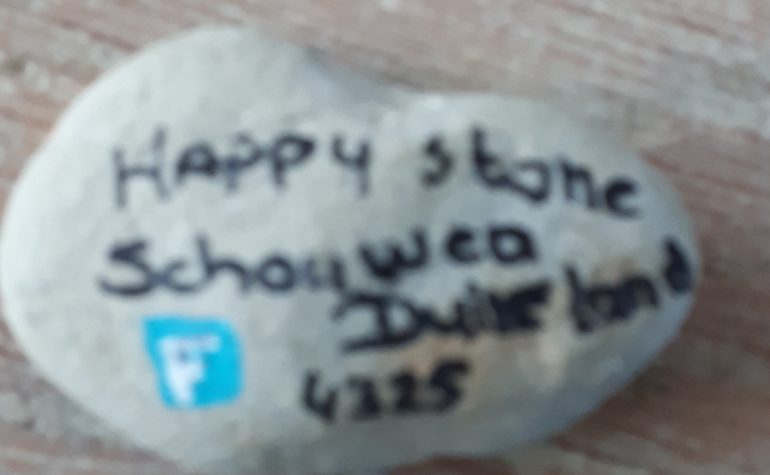 HAPPY stone
Schouwen
Duiveland
F 4325